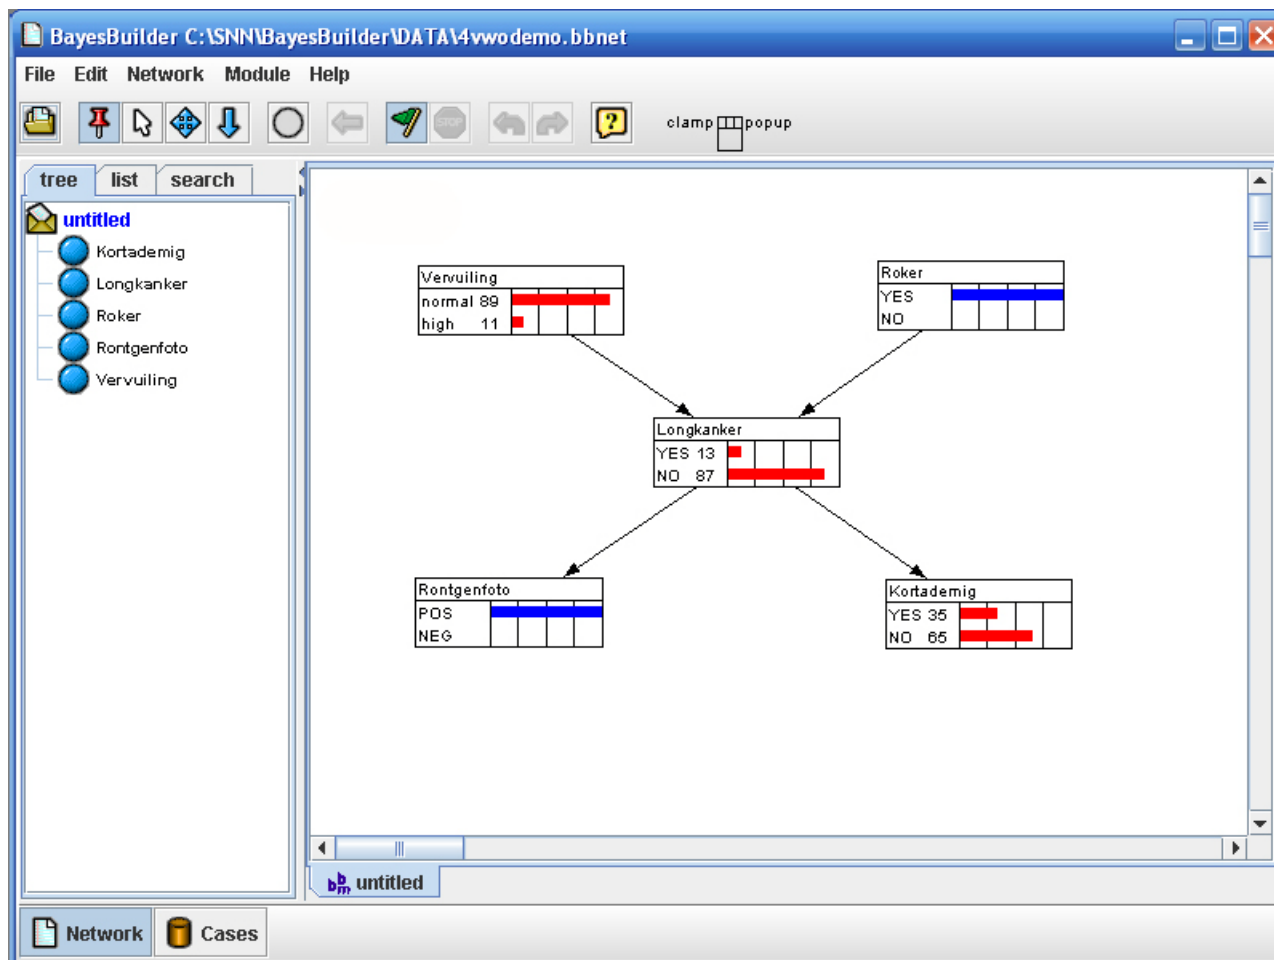 BayesBuilder C:\SNN\BayesBuilder\DATA\4vwodemo.bbnet
File Edit Network Module Help
STOP
?
clamp popup
tree list search
untitled
Kortademig
Longkanker
Roker
Rontgenfoto
Vervuiling
Vervuiling
normal 89
high 11
Roker
YES
NO
Longkanker
YES 13
NO 87
Rontgenfoto
POS
NEG
Kortademig
YES 35
NO 65
untitled
Network Cases